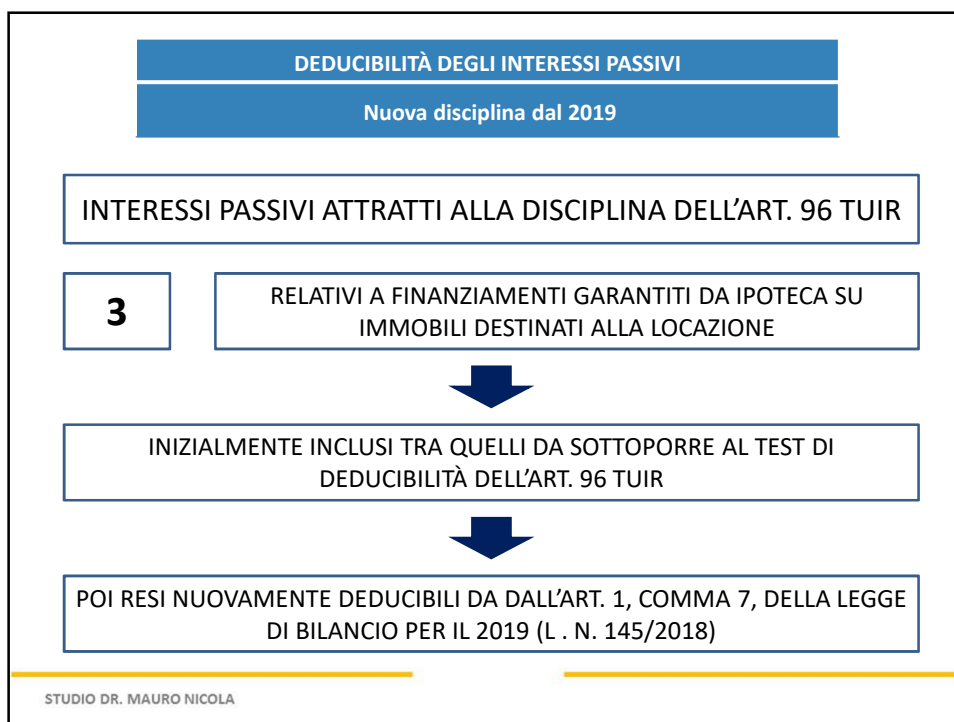 DEDUCIBILITÀ DEGLI INTERESSI PASSIVI
Nuova disciplina dal 2019
INTERESSI PASSIVI ATTRATTI ALLA DISCIPLINA DELL'ART. 96 TUIR
3
RELATIVI A FINANZIAMENTI GARANTITI DA IPOTECA SU
IMMOBILI DESTINATI ALLA LOCAZIONE
INIZIALMENTE INCLUSI TRA QUELLI DA SOTTOPORRE AL TEST DI
DEDUCIBILITÀ DELL'ART. 96 TUIR
POI RESI NUOVAMENTE DEDUCIBILI DA DALL'ART. 1, COMMA 7, DELLA LEGGE
DI BILANCIO PER IL 2019 (L . N. 145/2018)
STUDIO DR. MAURO NICOLA